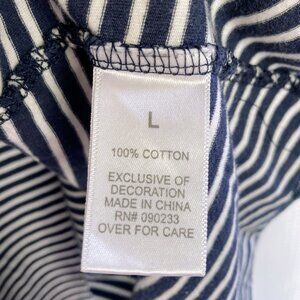 L
100% COTTON
EXCLUSIVE OF
DECORATION
MADE IN CHINA
RN# 090233
OVER FOR CARE